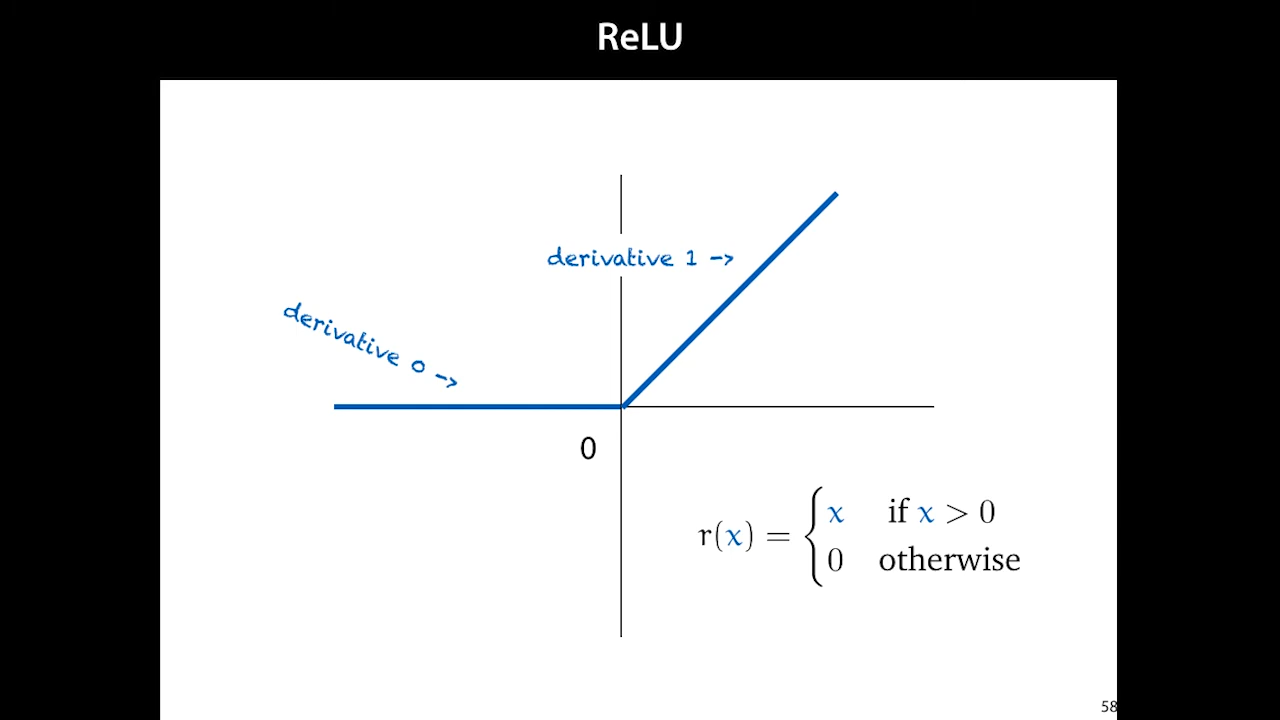 ReLU
derivative 1 ->
derivative 0 ->
0
r(x) = { x if x > 0
0 otherwise
58